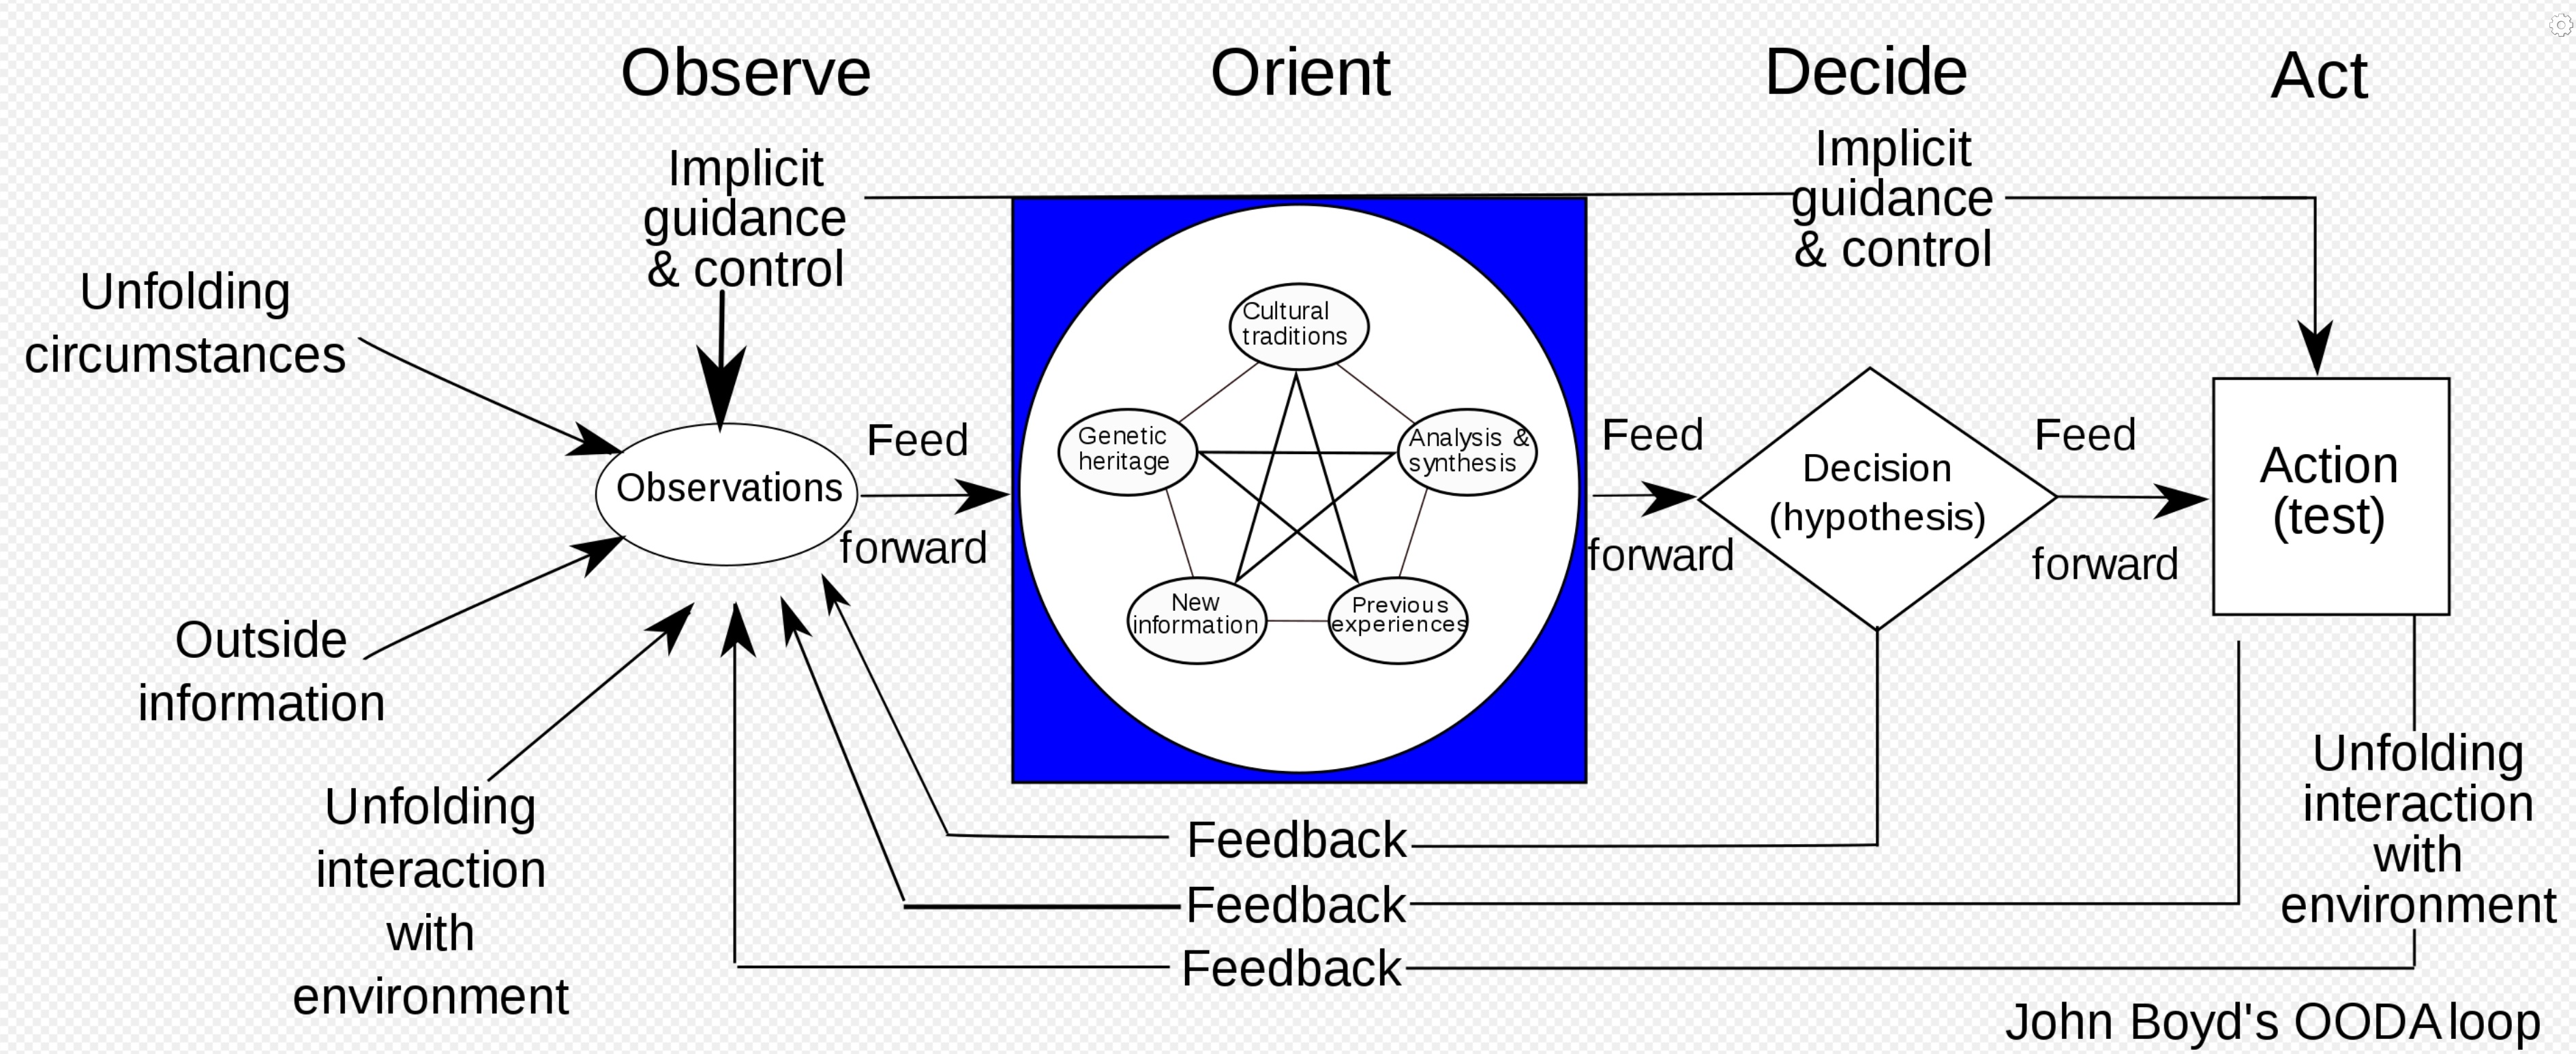 Observe
Orient
Decide
Act
Implicit
guidance
& control
Implicit
guidance
& control
Unfolding
circumstances
Observations
Outside
information
Unfolding
interaction
with
environment
Feed
forward
Cultural
traditions
Genetic
heritage
Analysis &
synthesis
New
information
Previous
experiences
Feed
forward
Decision
(hypothesis)
Feed
forward
Action
(test)
Unfolding
interaction
with
environment
Feedback
Feedback
Feedback
John Boyd's OODA loop